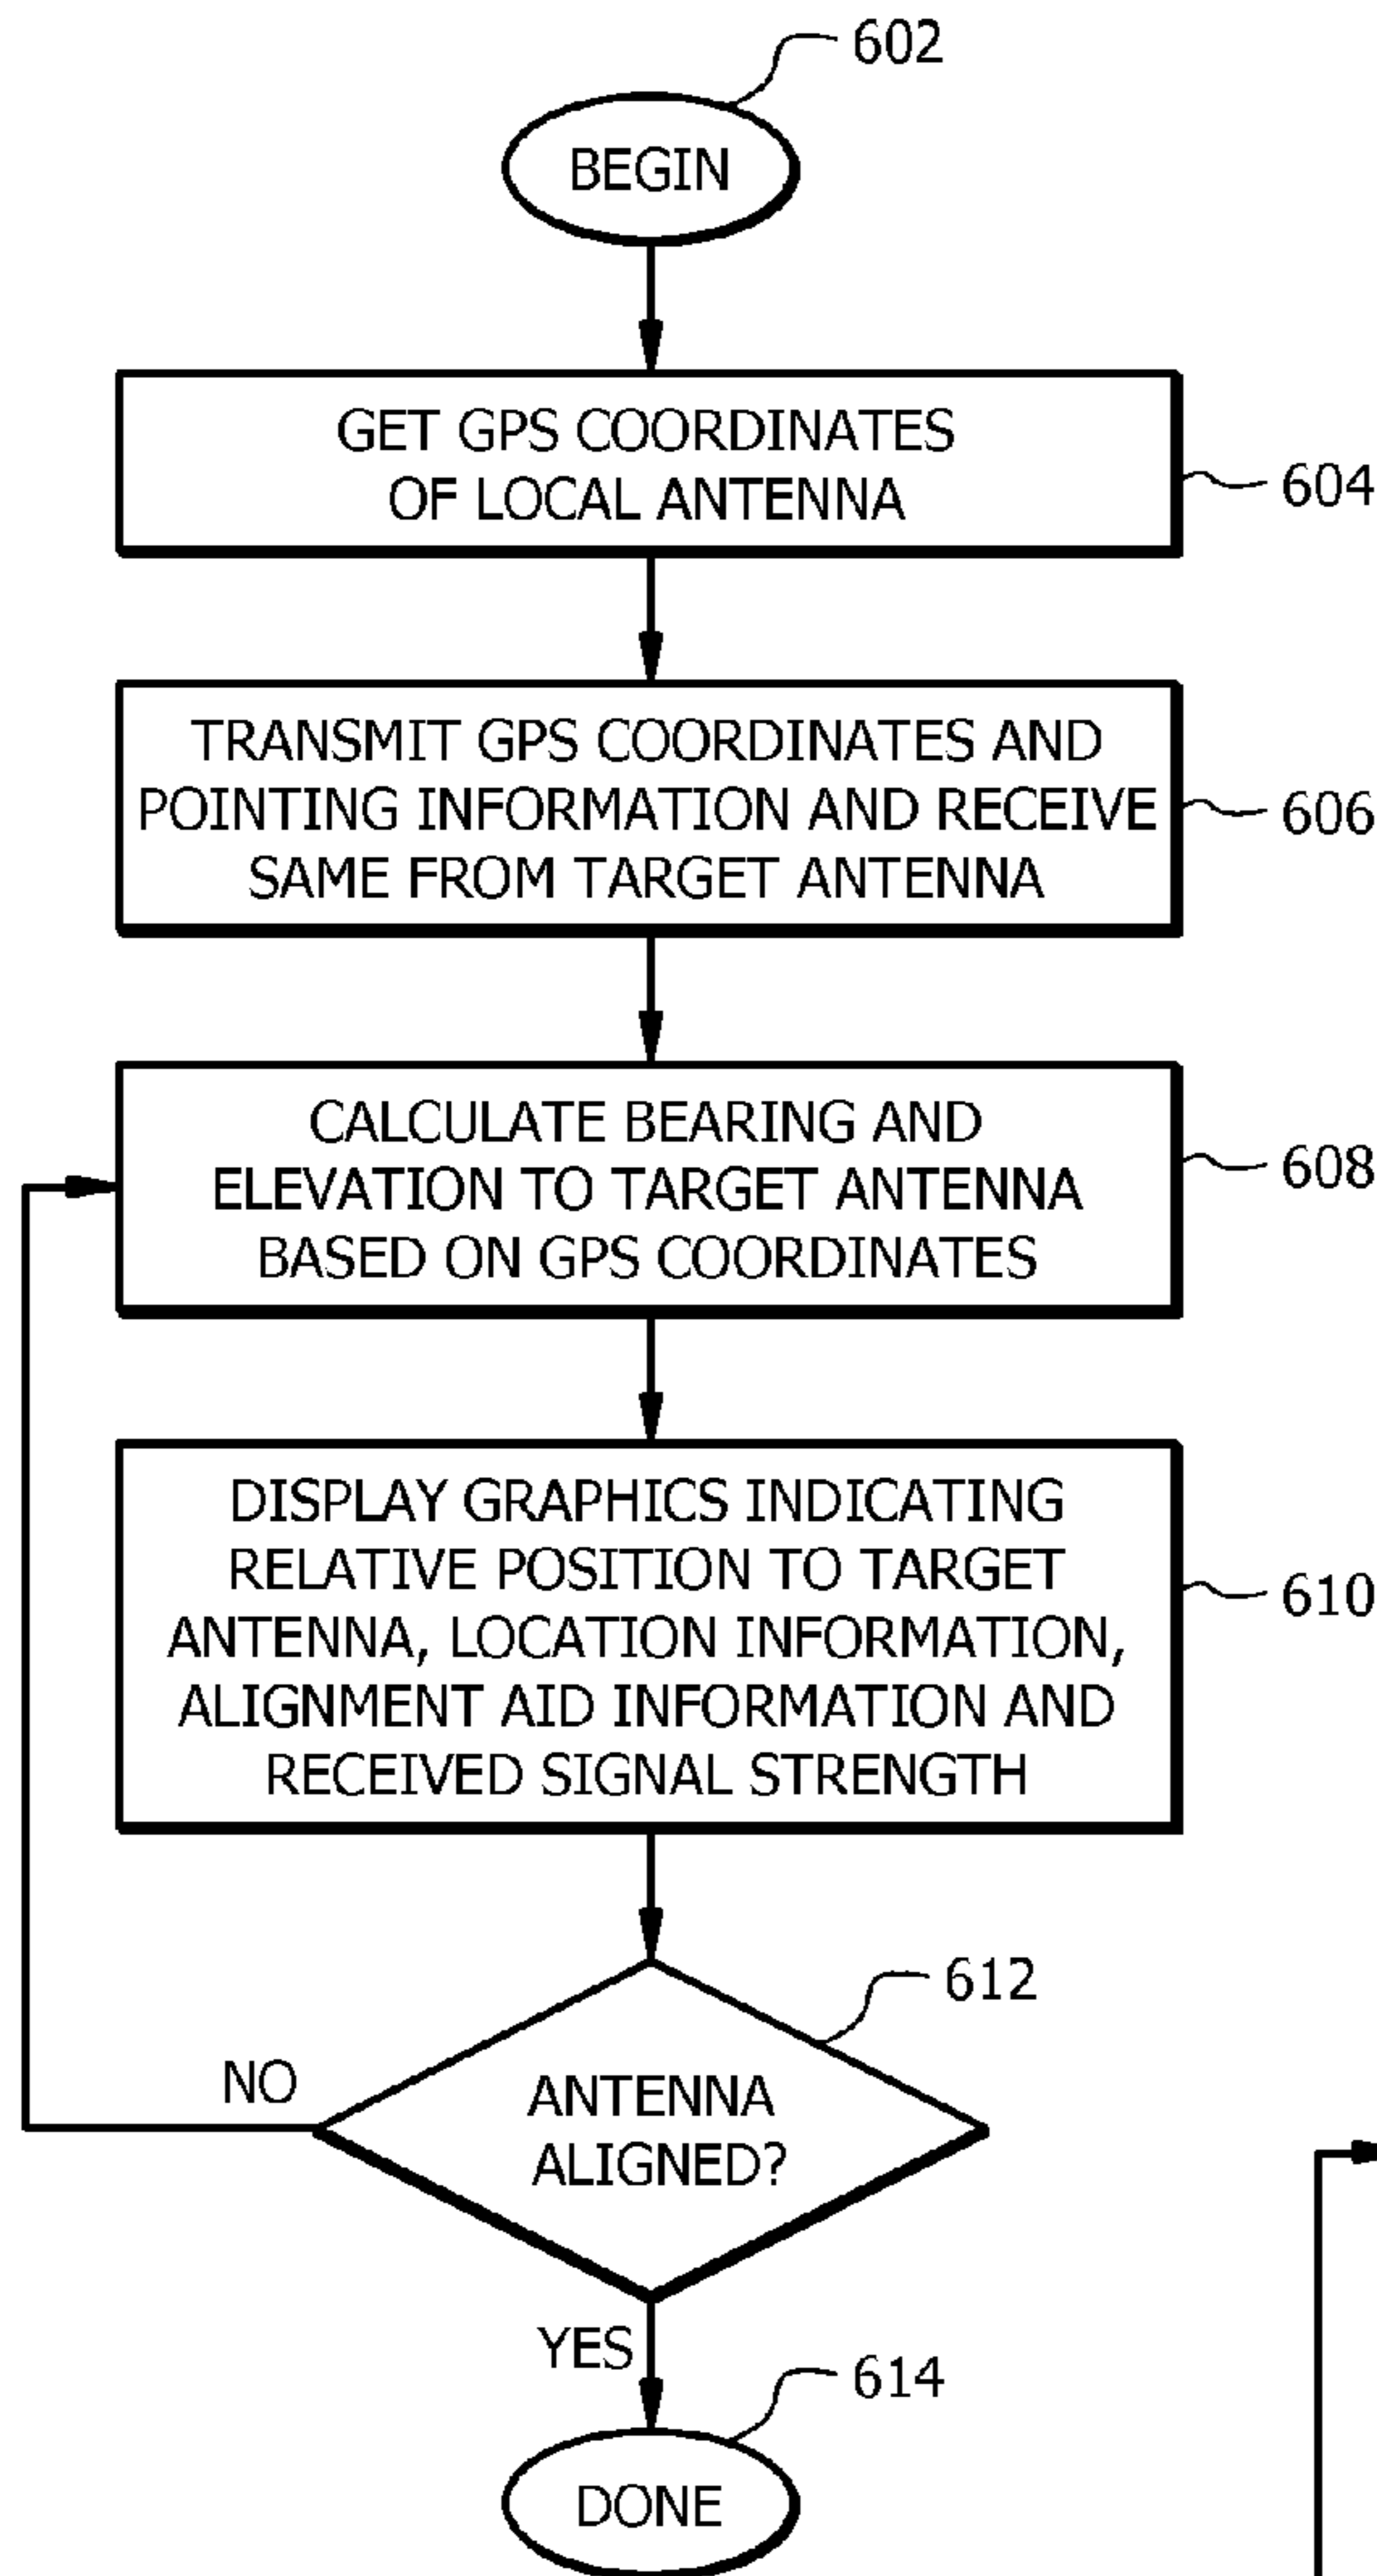 602
BEGIN
GET GPS COORDINATES
OF LOCAL ANTENNA
604
TRANSMIT GPS COORDINATES AND
POINTING INFORMATION AND RECEIVE
SAME FROM TARGET ANTENNA
606
CALCULATE BEARING AND
ELEVATION TO TARGET ANTENNA
BASED ON GPS COORDINATES
608
DISPLAY GRAPHICS INDICATING
RELATIVE POSITION TO TARGET
ANTENNA, LOCATION INFORMATION,
ALIGNMENT AID INFORMATION AND
RECEIVED SIGNAL STRENGTH
610
612
NO
ANTENNA
ALIGNED?
YES
614
DONE